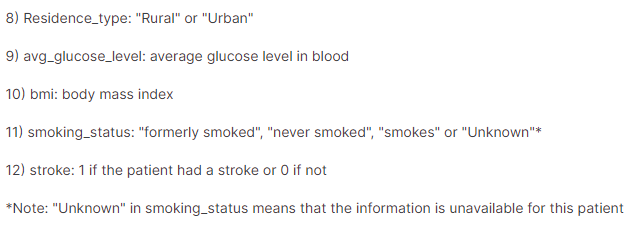 8) Residence_type: "Rural" or "Urban"
9) avg_glucose_level: average glucose level in blood
10) bmi: body mass index
11) smoking_status: "formerly smoked", "never smoked", "smokes" or "Unknown"*
12) stroke: 1 if the patient had a stroke or 0 if not
*Note: "Unknown" in smoking_status means that the information is unavailable for this patient